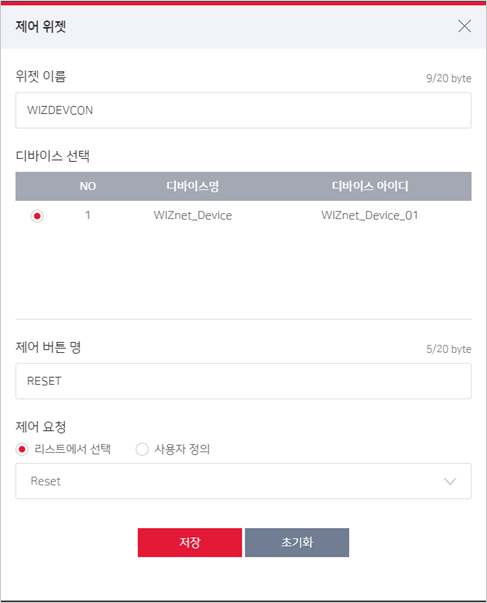 제어 위젯
위젯 이름 9/20 byte
WIZDEVCON
디바이스 선택
NO 디바이스명 디바이스 아이디
1 WIZnet_Device WIZnet_Device_01
제어 버튼 명 5/20 byte
RESET
제어 요청
리스트에서 선택 사용자 정의
Reset
저장 초기화